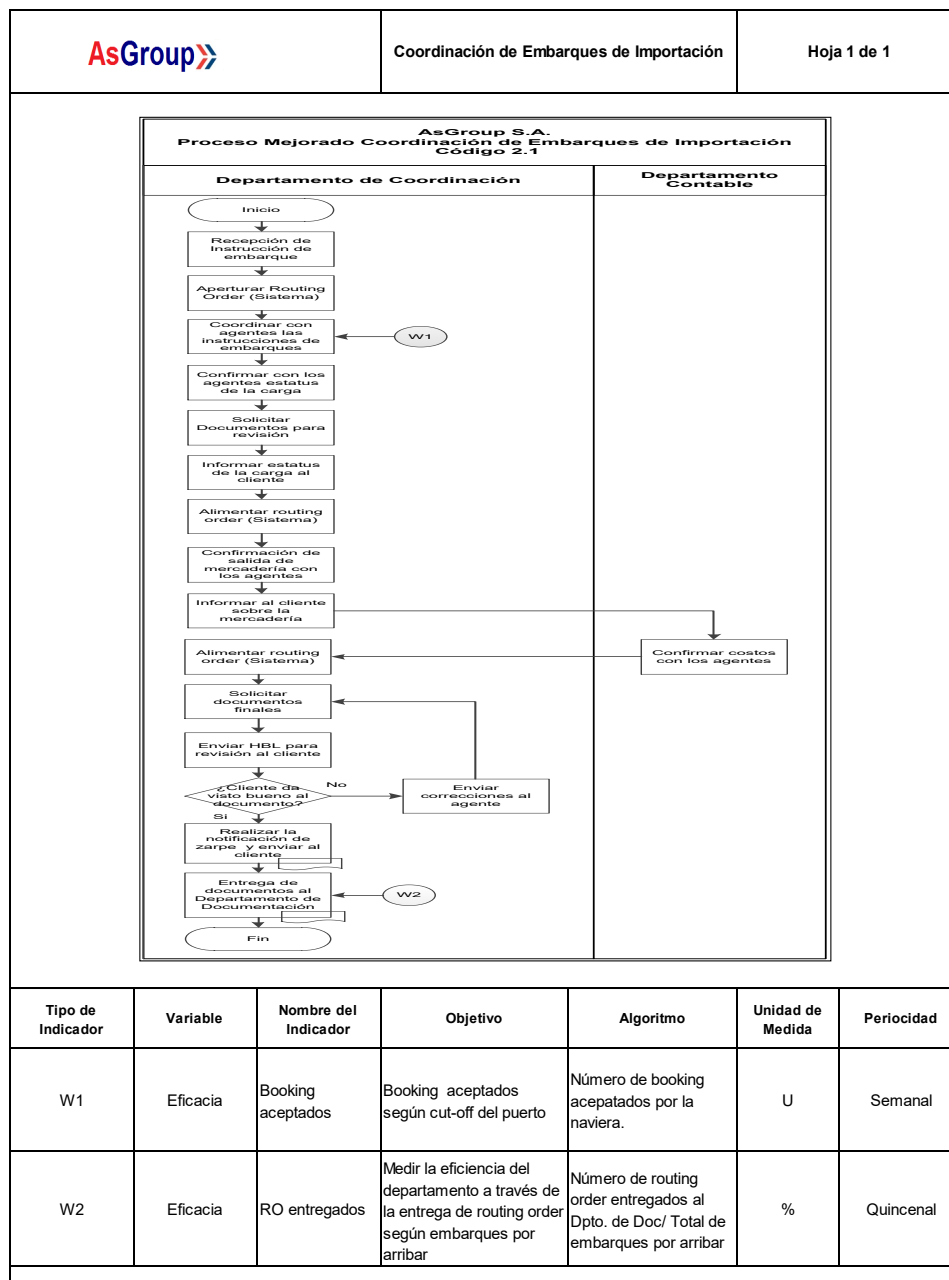 AsGroup
Coordinación de Embarques de Importación
Hoja 1 de 1
AsGroup S.A.
Proceso Mejorado Coordinación de Embarques de Importación
Código 2.1
Departamento de Coordinación
Departamento
Contable
Inicio
Recepción de
Instrucción de
embarque
Aperturar Routing
Order (Sistema)
Coordinar con
agentes las
instrucciones de
embarques
W1
Confirmar con los
agentes estatus
de la carga
Solicitar
Documentos para
revisión
Informar estatus
de la carga al
cliente
Alimentar routing
order (Sistema)
Confirmación de
salida de
mercadería con
los agentes
Informar al cliente
sobre la
mercadería
Alimentar routing
order (Sistema)
Confirmar costos
con los agentes
Solicitar
documentos
finales
Enviar HBL para
revisión al cliente
¿Cliente da
visto bueno al
documento?
No
Enviar
correcciones al
agente
Si
Realizar la
notificación de
zarpe y enviar al
cliente
Entrega de
documentos al
Departamento de
Documentación
W2
Fin
Tipo de
Indicador
Variable
Nombre del
Indicador
Objetivo
Algoritmo
Unidad de
Medida
Periocidad
W1
Eficacia
Booking
aceptados
Booking aceptados
según cut-off del puerto
Número de booking
acepatados por la
naviera.
U
Semanal
W2
Eficacia
RO entregados
Medir la eficiencia del
departamento a través de
la entrega de routing order
según embarques por
arribar
Número de routing
order entregados al
Dpto. de Doc/ Total de
embarques por arribar
%
Quincenal